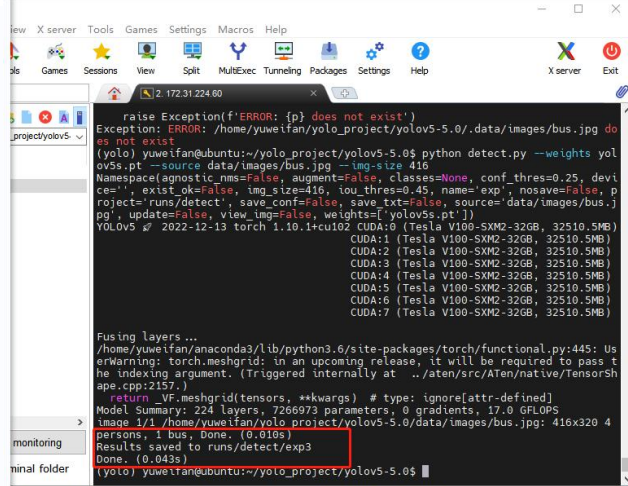 iew X server Tools Games Settings Macros Help
ols Games Sessions View Split MultiExec Tunneling Packages Settings Help X server Exit
2. 172.31.224.60
_project/yolov5-
raise Exception(f'ERROR: {p} does not exist')
Exception: ERROR: /home/yuweifan/yolo_project/yolov5-5.0/.data/images/bus.jpg do
es not exist
(yolo) yuweifan@ubuntu:~/yolo_project/yolov5-5.0$ python detect.py --weights yol
ov5s.pt --source data/images/bus.jpg --img-size 416
Namespace(agnostic_nms=False, augment=False, classes=None, conf_thres=0.25, devi
ce='', exist_ok=False, img_size=416, iou_thres=0.45, name='exp', nosave=False, p
roject='runs/detect', save_conf=False, save_txt=False, source='data/images/bus.j
pg', update=False, view_img=False, weights=['yolov5s.pt'])
YOLOv5 🚀 2022-12-13 torch 1.10.1+cu102 CUDA:0 (Tesla V100-SXM2-32GB, 32510.5MB)
CUDA:1 (Tesla V100-SXM2-32GB, 32510.5MB)
CUDA:2 (Tesla V100-SXM2-32GB, 32510.5MB)
CUDA:3 (Tesla V100-SXM2-32GB, 32510.5MB)
CUDA:4 (Tesla V100-SXM2-32GB, 32510.5MB)
CUDA:5 (Tesla V100-SXM2-32GB, 32510.5MB)
CUDA:6 (Tesla V100-SXM2-32GB, 32510.5MB)
CUDA:7 (Tesla V100-SXM2-32GB, 32510.5MB)
Fusing layers...
/home/yuweifan/anaconda3/lib/python3.6/site-packages/torch/functional.py:445: Us
erWarning: torch.meshgrid: in an upcoming release, it will be required to pass t
he indexing argument. (Triggered internally at ../aten/src/ATen/native/TensorSh
ape.cpp:2157.)
return _VF.meshgrid(tensors, **kwargs) # type: ignore[attr-defined]
Model Summary: 224 layers, 7266973 parameters, 0 gradients, 17.0 GFLOPS
image 1/1 /home/yuweifan/yolo_project/yolov5-5.0/data/images/bus.jpg: 416x320 4
persons, 1 bus, Done. (0.010s)
Results saved to runs/detect/exp3
Done. (0.043s)
(yolo) yuweifan@ubuntu:~/yolo_project/yolov5-5.0$
monitoring
minal folder